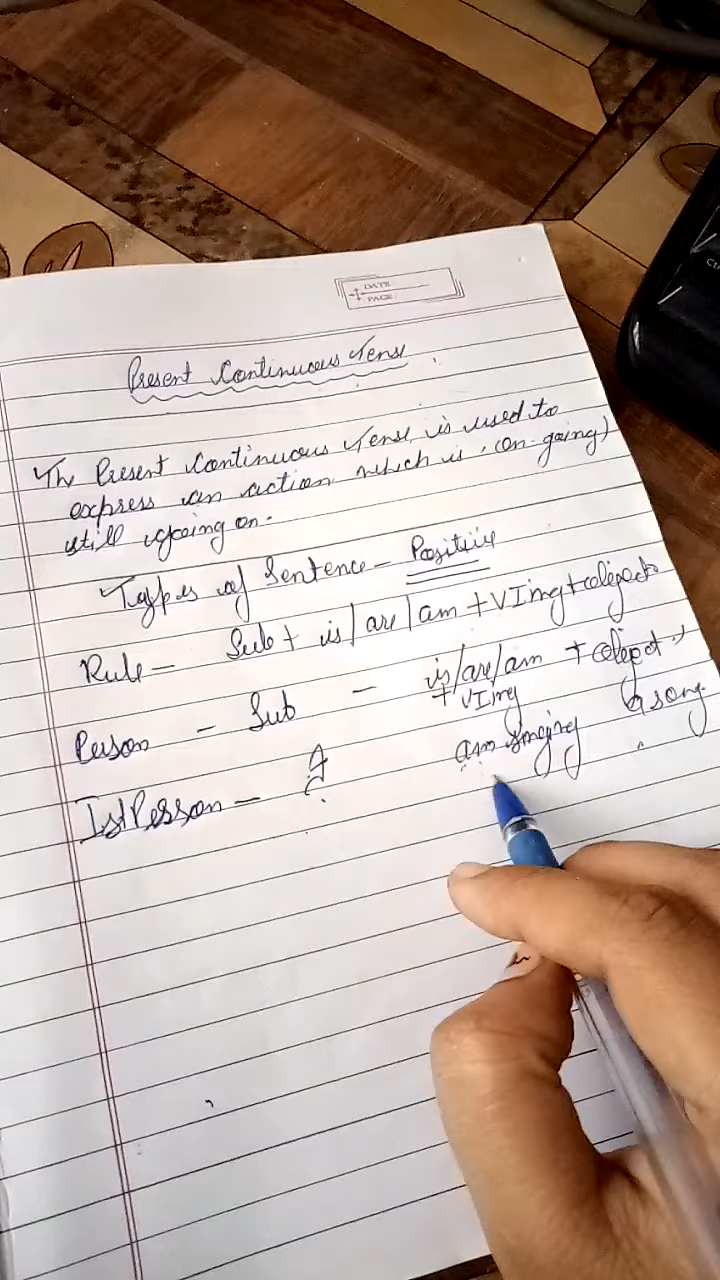 DATE
PAGE
Present Continuous Tense
The Present Continuous Tense is used to
express an action which is (on-going)
still going on.
Types of Sentence - Positive
Rule - Sub + is/are/am + VIing + object
Person - Sub - is/are/am + object
+ VIing
Ist Person - I am singing a song.